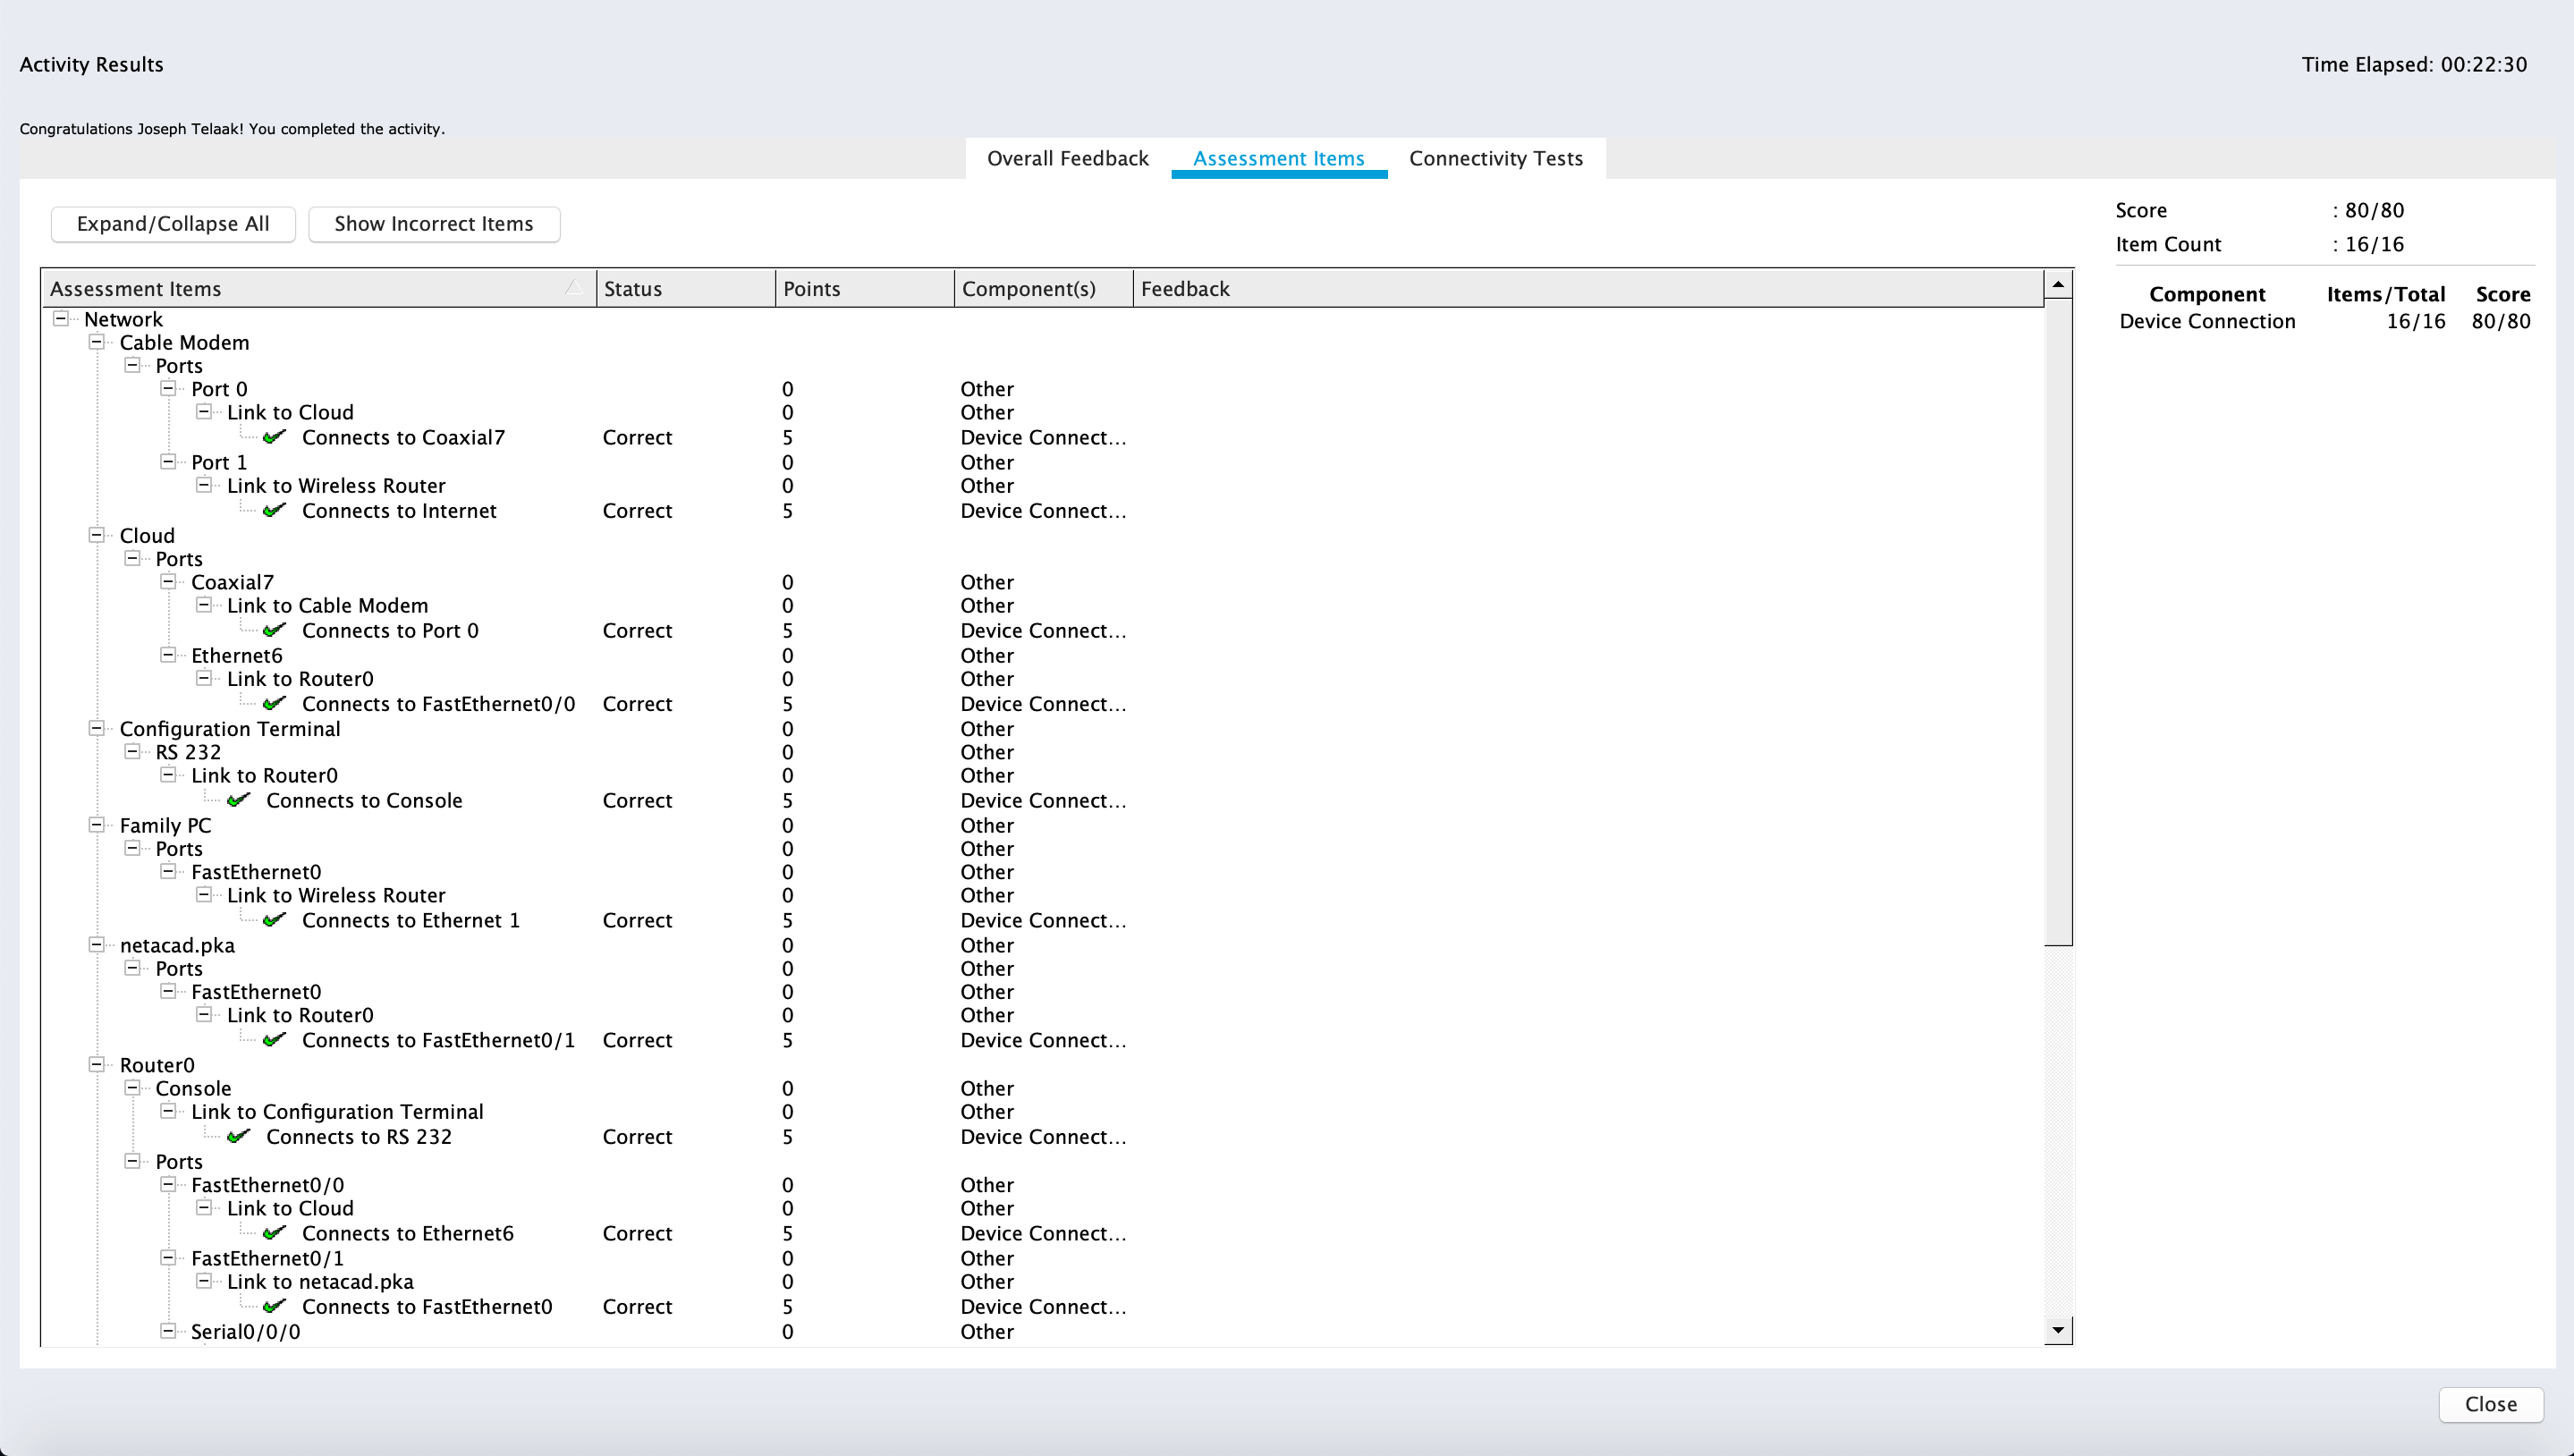 Activity Results
Time Elapsed: 00:22:30
Congratulations Joseph Telaak! You completed the activity.
Overall Feedback Assessment Items Connectivity Tests
Expand/Collapse All Show Incorrect Items
Score : 80/80
Item Count : 16/16
Component Items/Total Score
Device Connection 16/16 80/80
Assessment Items Status Points Component(s) Feedback
Network
Cable Modem
Ports
Port 0 0 Other
Link to Cloud 0 Other
Connects to Coaxial7 Correct 5 Device Connect...
Port 1 0 Other
Link to Wireless Router 0 Other
Connects to Internet Correct 5 Device Connect...
Cloud
Ports
Coaxial7 0 Other
Link to Cable Modem 0 Other
Connects to Port 0 Correct 5 Device Connect...
Ethernet6 0 Other
Link to Router0 0 Other
Connects to FastEthernet0/0 Correct 5 Device Connect...
Configuration Terminal 0 Other
RS 232 0 Other
Link to Router0 0 Other
Connects to Console Correct 5 Device Connect...
Family PC 0 Other
Ports 0 Other
FastEthernet0 0 Other
Link to Wireless Router 0 Other
Connects to Ethernet 1 Correct 5 Device Connect...
netacad.pka 0 Other
Ports 0 Other
FastEthernet0 0 Other
Link to Router0 0 Other
Connects to FastEthernet0/1 Correct 5 Device Connect...
Router0
Console 0 Other
Link to Configuration Terminal 0 Other
Connects to RS 232 Correct 5 Device Connect...
Ports
FastEthernet0/0 0 Other
Link to Cloud 0 Other
Connects to Ethernet6 Correct 5 Device Connect...
FastEthernet0/1 0 Other
Link to netacad.pka 0 Other
Connects to FastEthernet0 Correct 5 Device Connect...
Serial0/0/0 0 Other
Close